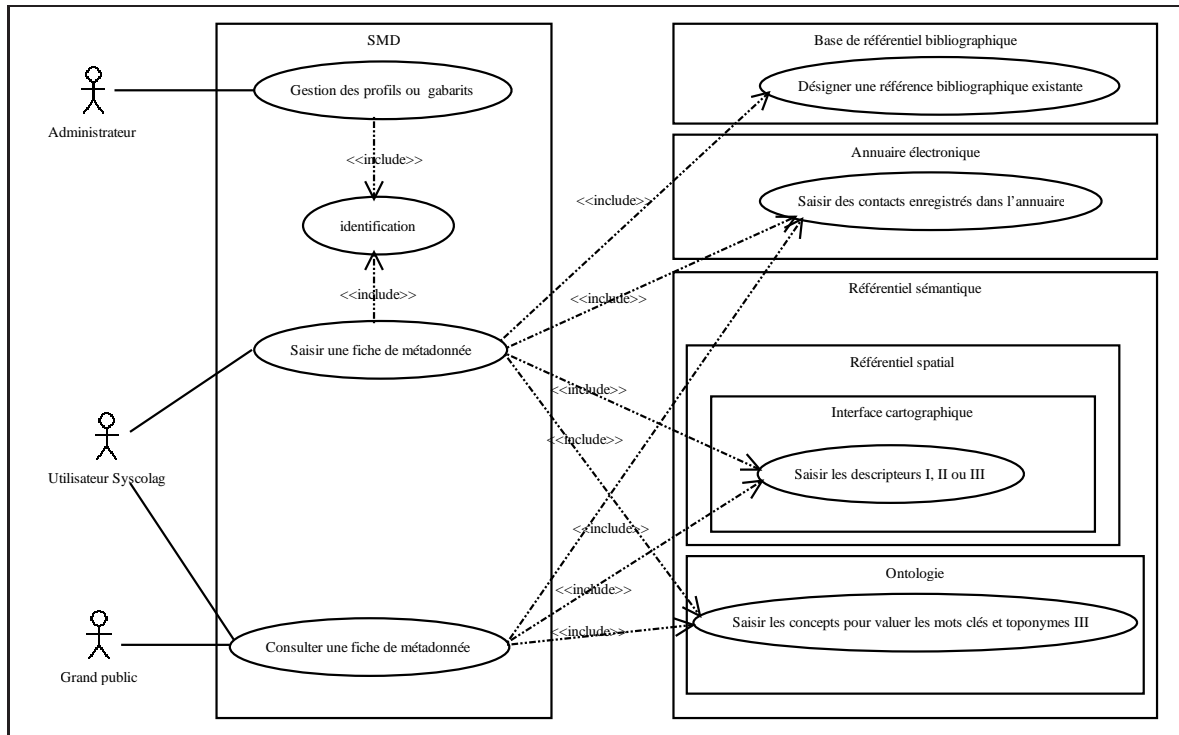 SMD
Base de référentiel bibliographique
Gestion des profils ou gabarits
Désigner une référence bibliographique existante
Administrateur
<<include>>
Annuaire électronique
<<include>>
Saisir des contacts enregistrés dans l'annuaire
identification
<<include>>
<<include>>
Référentiel sémantique
Saisir une fiche de métadonnée
Référentiel spatial
<<include>>
Interface cartographique
<<include>>
Utilisateur Syscolag
Saisir les descripteurs I, II ou III
<<include>>
Ontologie
<<include>>
Saisir les concepts pour valuer les mots clés et toponymes III
<<include>>
Consulter une fiche de métadonnée
Grand public